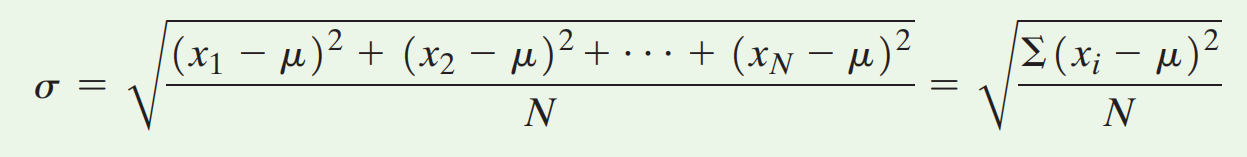 σ = √((x₁ − μ)² + (x₂ − μ)² + · · · + (x_N − μ)² / N) = √(Σ(xᵢ − μ)² / N)